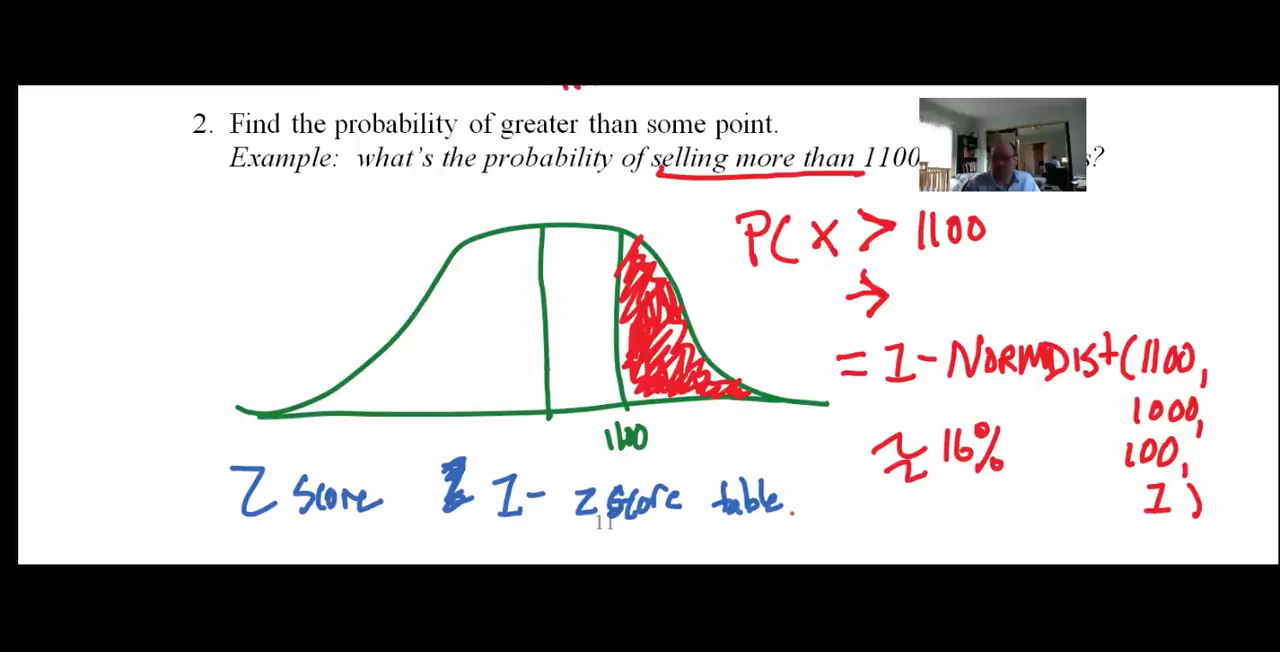 2. Find the probability of greater than some point.
Example: what's the probability of selling more than 1100 s?
P( X > 1100
→
= 1 - NORMDIST(1100,
1000,
100,
1)
≈ 16%
1100
Z Score 1 - z score table.
11